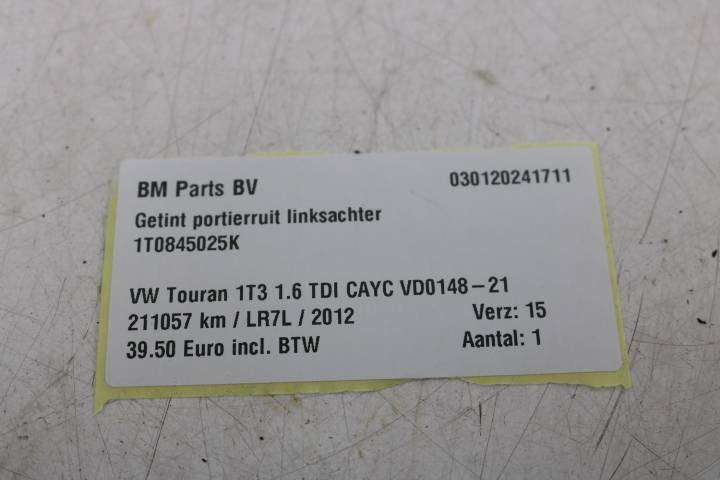 BM Parts BV 030120241711
Getint portierruit linksachter
1T0845025K
VW Touran 1T3 1.6 TDI CAYC VD0148-21
211057 km / LR7L / 2012 Verz: 15
39.50 Euro incl. BTW Aantal: 1